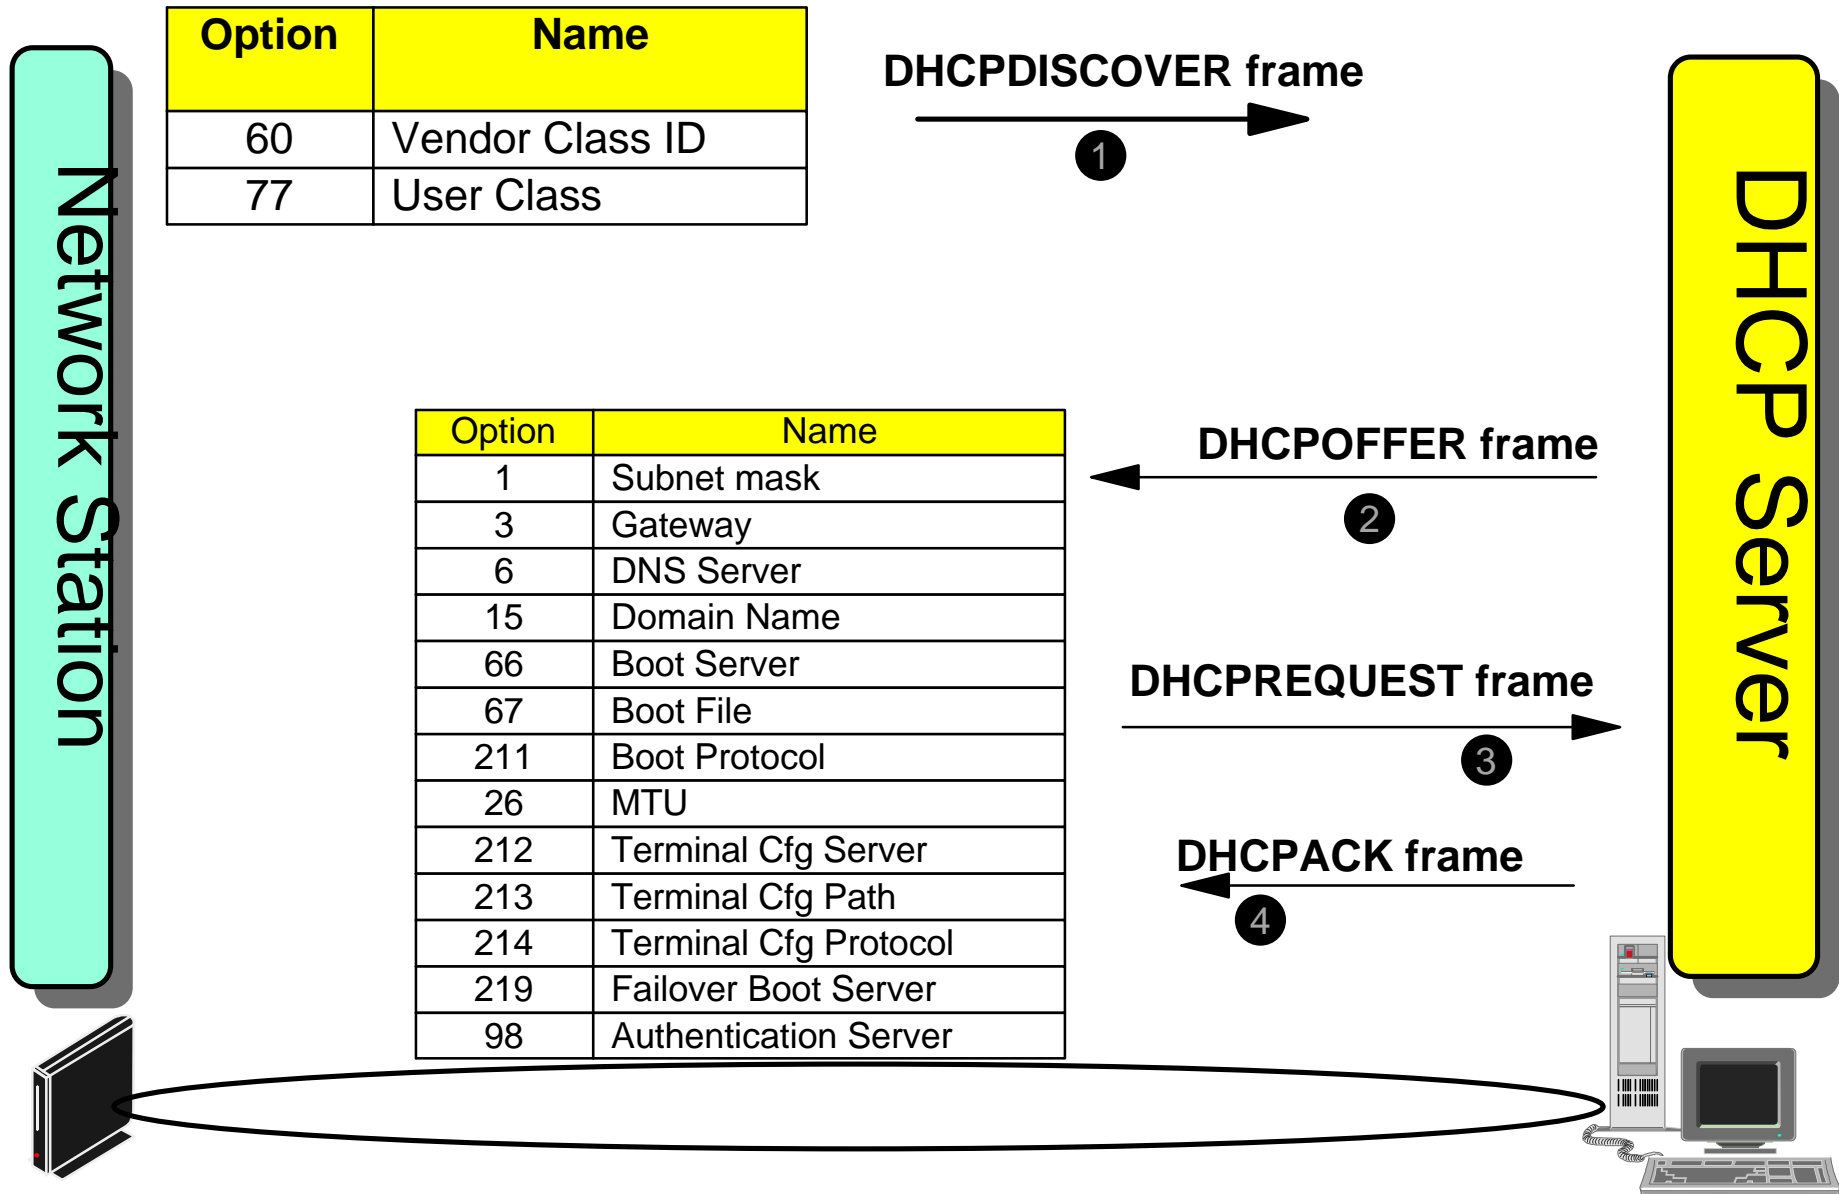 Option Name
60 Vendor Class ID
77 User Class
DHCPDISCOVER frame
1
Network Station
DHCP Server
Option Name
1 Subnet mask
3 Gateway
6 DNS Server
15 Domain Name
66 Boot Server
67 Boot File
211 Boot Protocol
26 MTU
212 Terminal Cfg Server
213 Terminal Cfg Path
214 Terminal Cfg Protocol
219 Failover Boot Server
98 Authentication Server
DHCPOFFER frame
2
DHCPREQUEST frame
3
DHCPACK frame
4